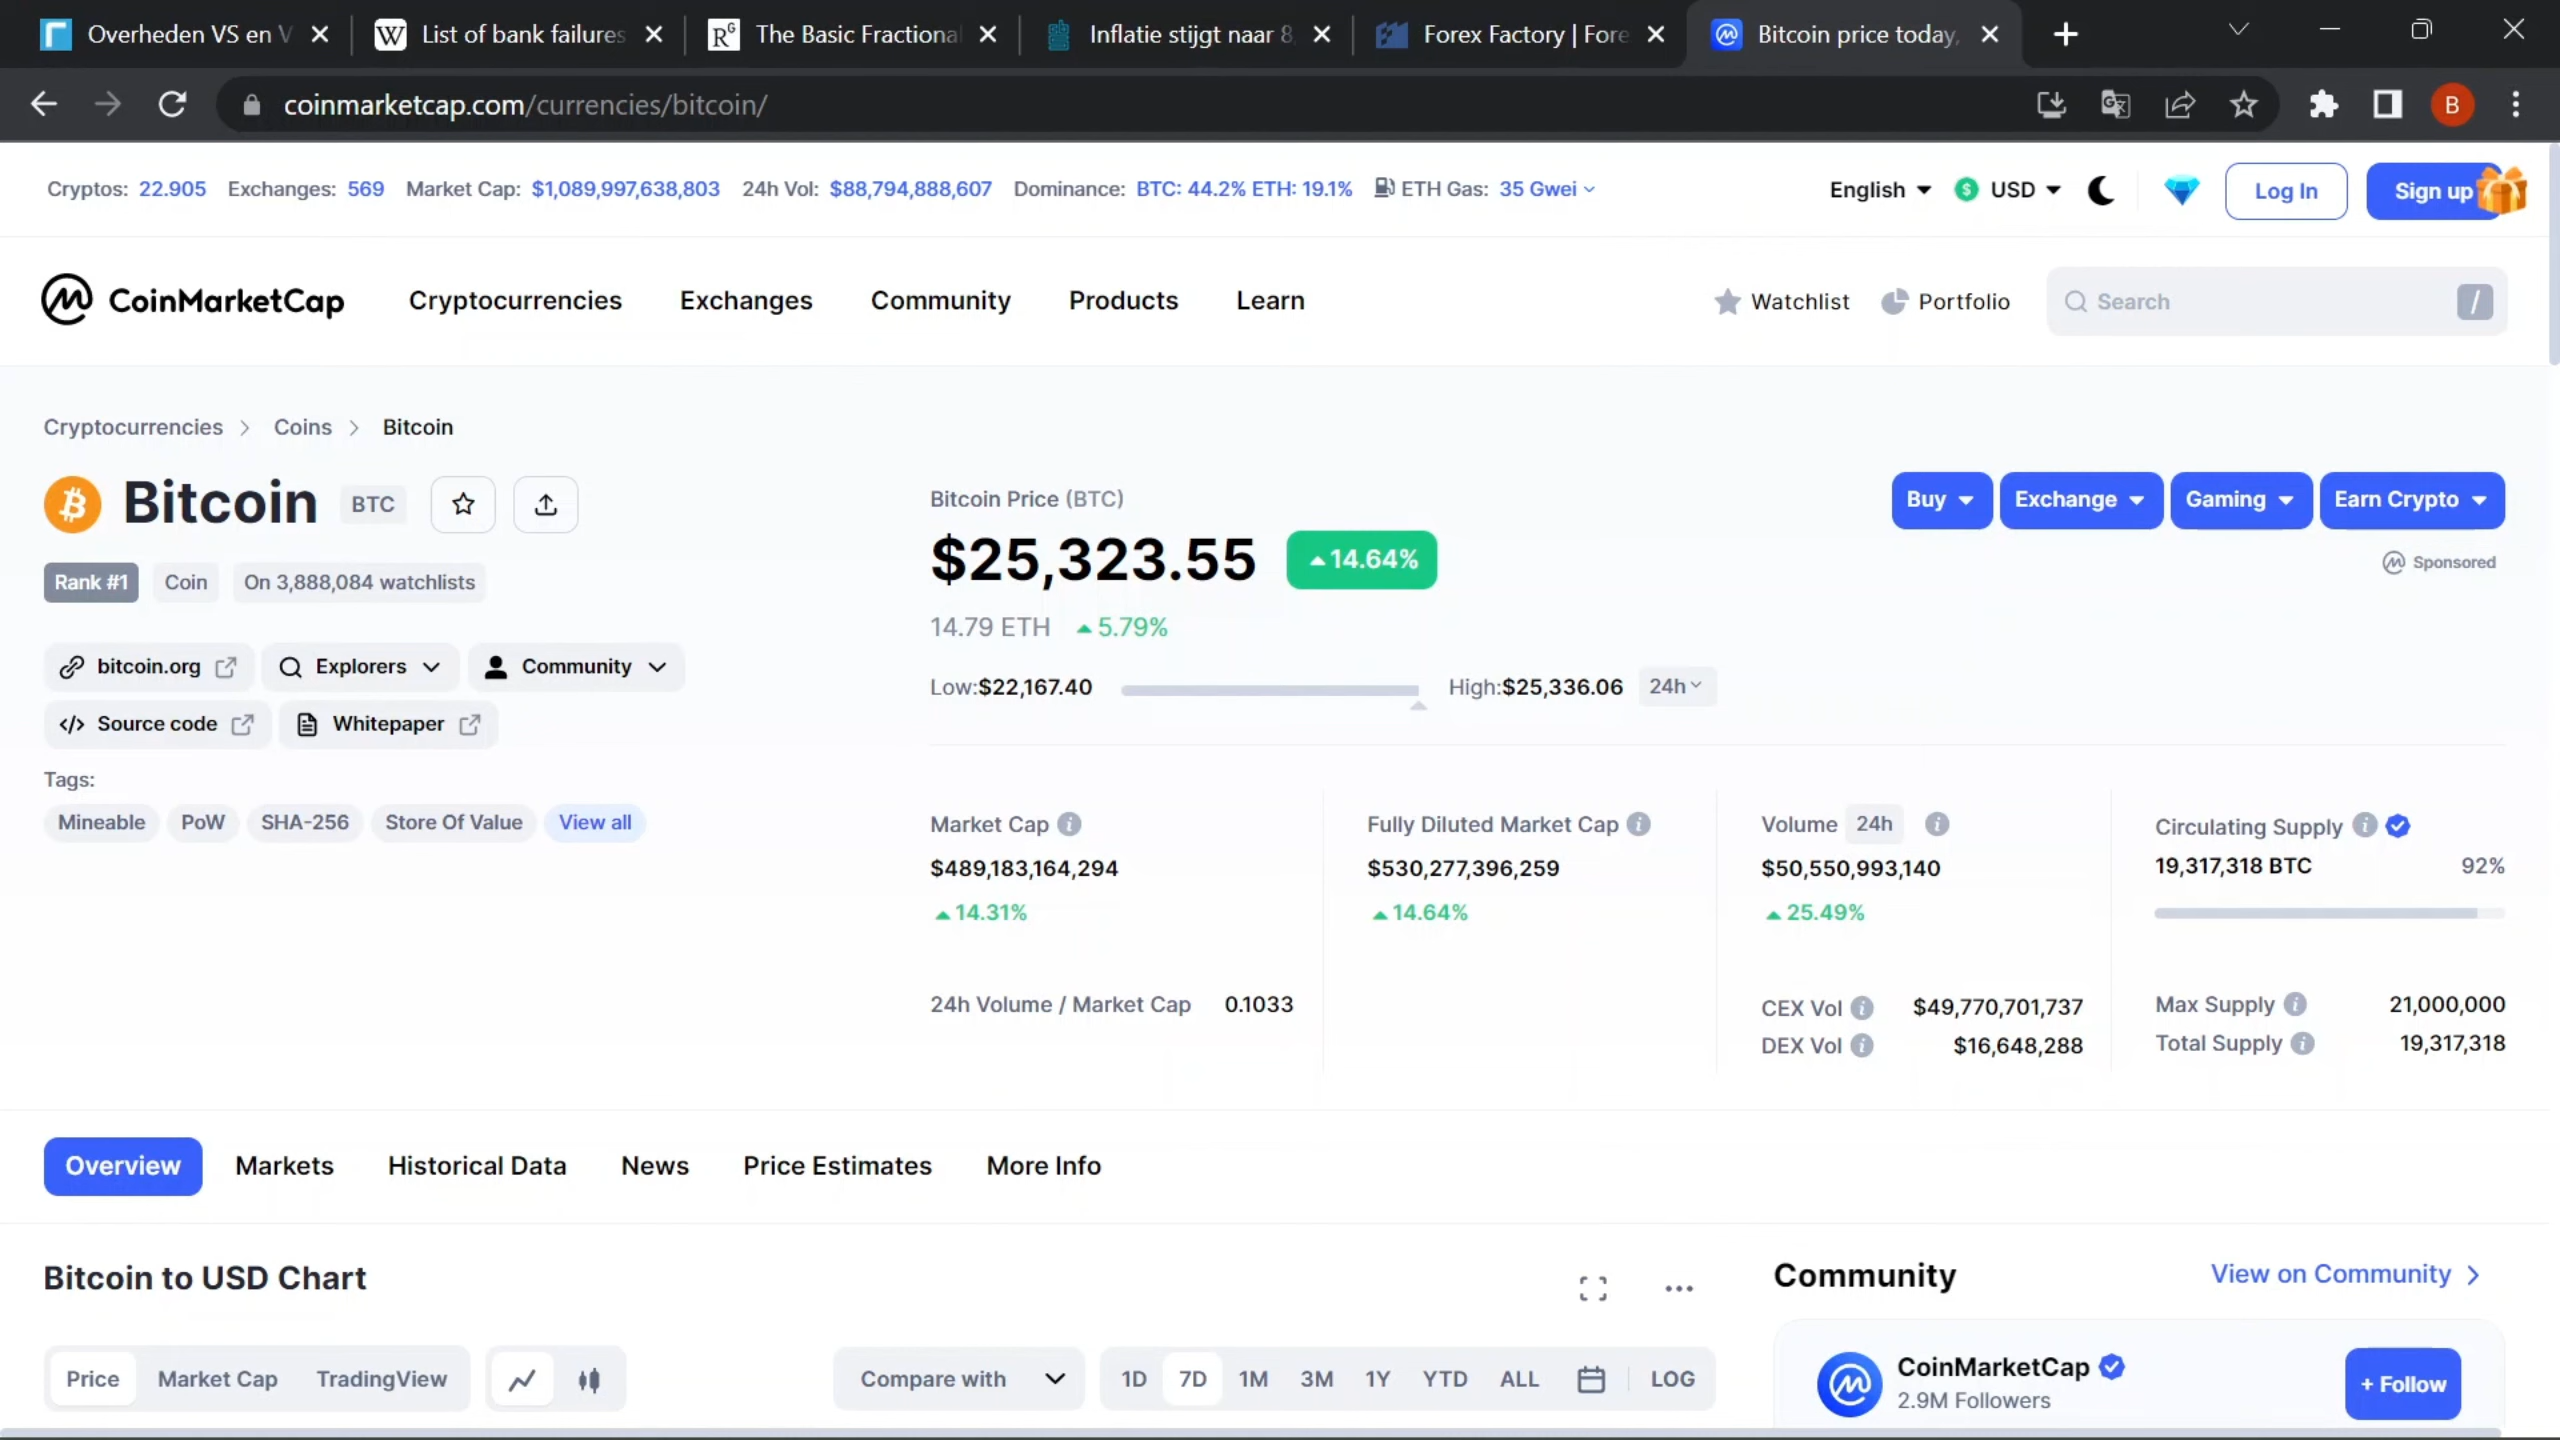 Overheden VS en V
List of bank failures
The Basic Fractional
Inflatie stijgt naar 8
Forex Factory | Fore
Bitcoin price today,
coinmarketcap.com/currencies/bitcoin/
B
Cryptos: 22.905 Exchanges: 569 Market Cap: $1,089,997,638,803 24h Vol: $88,794,888,607 Dominance: BTC: 44.2% ETH: 19.1% ETH Gas: 35 Gwei
English USD Log In Sign up
CoinMarketCap Cryptocurrencies Exchanges Community Products Learn Watchlist Portfolio Search /
Cryptocurrencies > Coins > Bitcoin
Bitcoin BTC
Rank #1 Coin On 3,888,084 watchlists
bitcoin.org Explorers Community
Source code Whitepaper
Tags:
Mineable PoW SHA-256 Store Of Value View all
Bitcoin Price (BTC)
$25,323.55 14.64%
14.79 ETH 5.79%
Low:$22,167.40 High:$25,336.06 24h
Buy Exchange Gaming Earn Crypto
Sponsored
Market Cap
$489,183,164,294
14.31%
24h Volume / Market Cap 0.1033
Fully Diluted Market Cap
$530,277,396,259
14.64%
Volume 24h
$50,550,993,140
25.49%
CEX Vol $49,770,701,737
DEX Vol $16,648,288
Circulating Supply
19,317,318 BTC 92%
Max Supply 21,000,000
Total Supply 19,317,318
Overview Markets Historical Data News Price Estimates More Info
Bitcoin to USD Chart
Price Market Cap TradingView Compare with 1D 7D 1M 3M 1Y YTD ALL LOG
Community View on Community >
CoinMarketCap
2.9M Followers
+ Follow